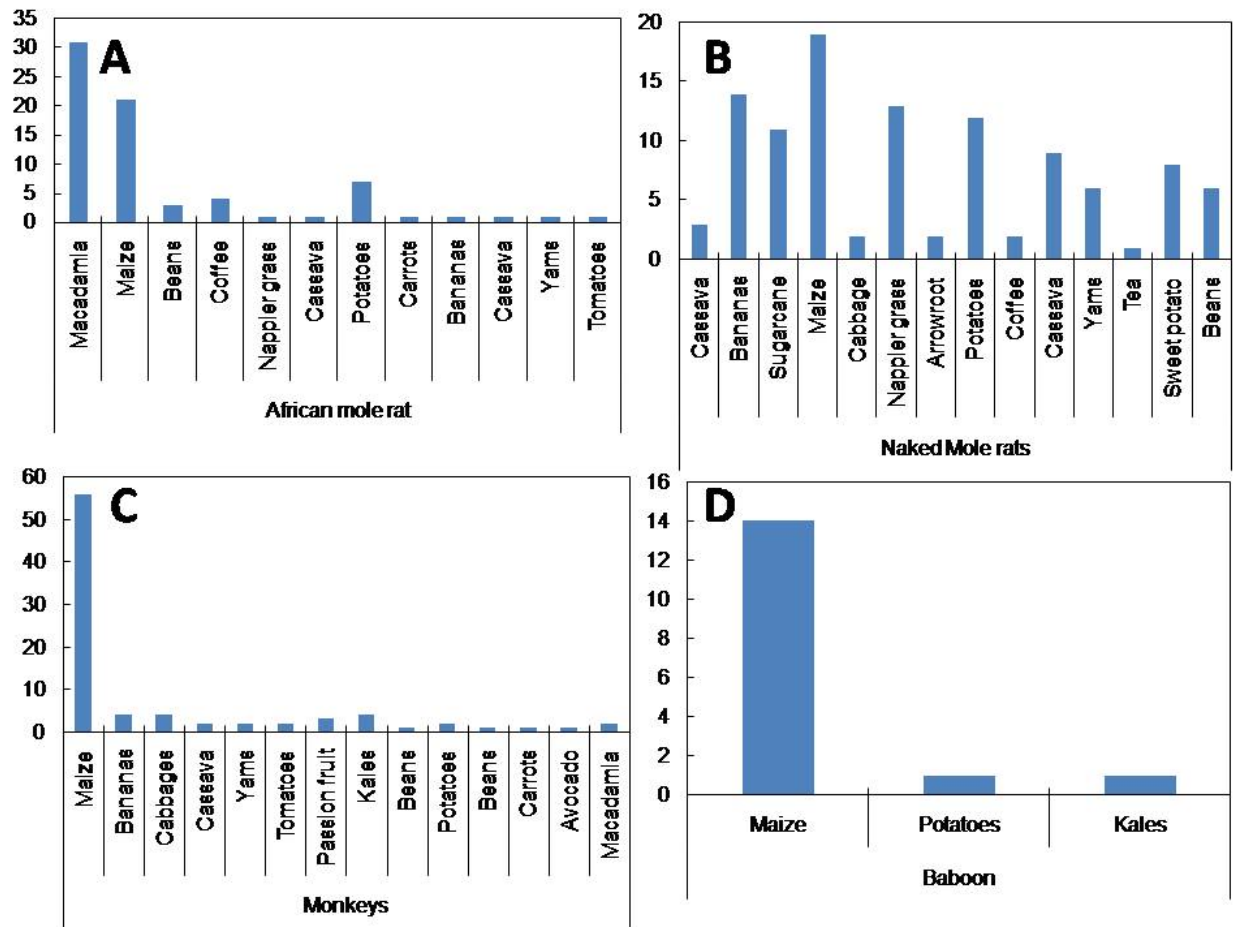 A
35
30
25
20
15
10
5
0
Macadamia
Maize
Beans
Coffee
Nappler grass
Cassava
Potatoes
Carrots
Bananas
Cassava
Yams
Tomatoes
African mole rat
B
20
15
10
5
0
Cassava
Bananas
Sugarcane
Maize
Cabbage
Nappler grass
Arrowroot
Potatoes
Coffee
Cassava
Yams
Tea
Sweet potato
Beans
Naked Mole rats
C
60
50
40
30
20
10
0
Maize
Bananas
Cabbages
Cassava
Yams
Tomatoes
Passion fruit
Kales
Beans
Potatoes
Beans
Carrots
Avocado
Macadamia
Monkeys
D
16
14
12
10
8
6
4
2
0
Maize
Potatoes
Kales
Baboon